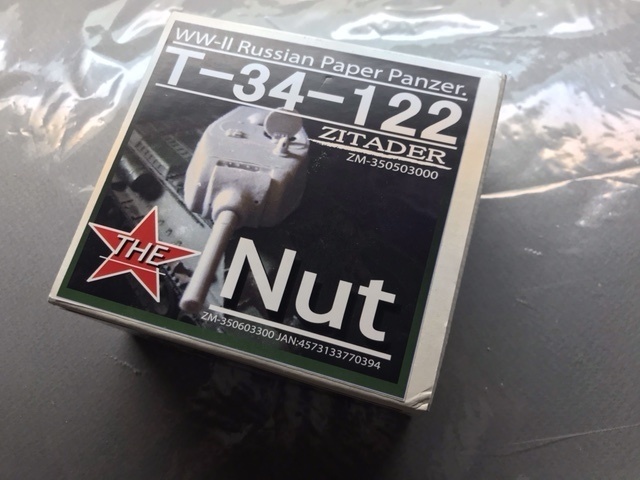 WW-II Russian Paper Panzer.
T-34-122
ZITADER
ZM-350503000
THE
Nut
ZM-350603300 JAN:4573133770394